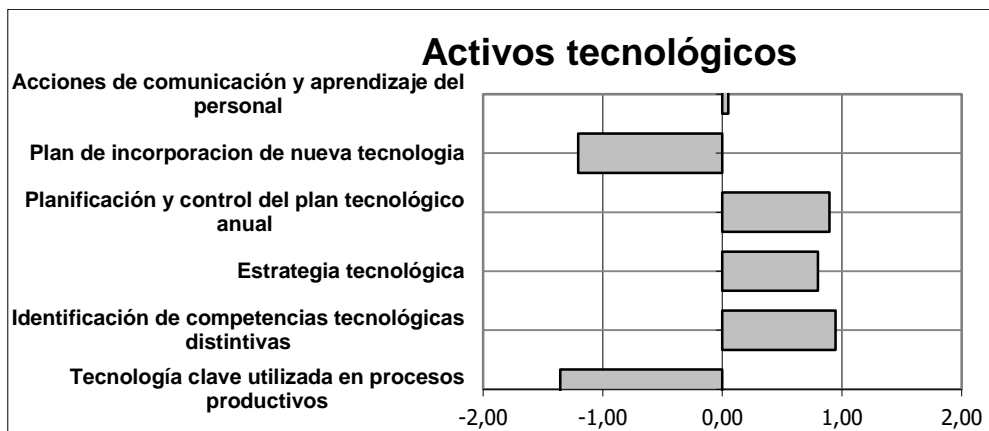 Activos tecnológicos
Acciones de comunicación y aprendizaje del
personal
Plan de incorporacion de nueva tecnologia
Planificación y control del plan tecnológico
anual
Estrategia tecnológica
Identificación de competencias tecnológicas
distintivas
Tecnología clave utilizada en procesos
productivos
-2,00 -1,00 0,00 1,00 2,00